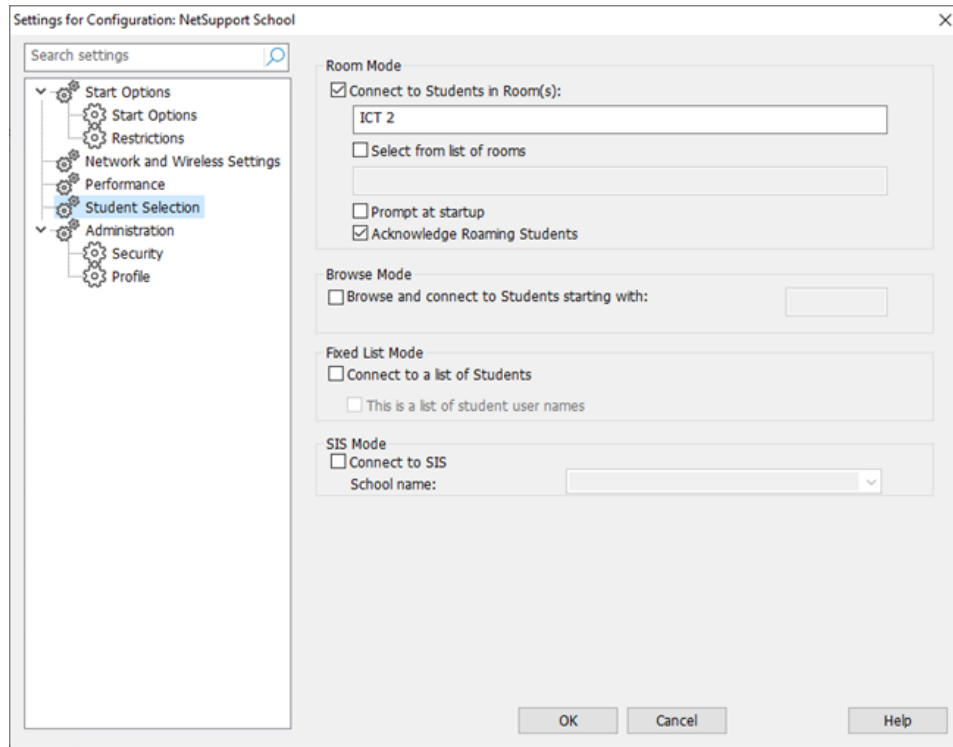 Settings for Configuration: NetSupport School
Search settings
Start Options
Start Options
Restrictions
Network and Wireless Settings
Performance
Student Selection
Administration
Security
Profile
Room Mode
Connect to Students in Room(s):
ICT 2
Select from list of rooms
Prompt at startup
Acknowledge Roaming Students
Browse Mode
Browse and connect to Students starting with:
Fixed List Mode
Connect to a list of Students
This is a list of student user names
SIS Mode
Connect to SIS
School name:
OK Cancel Help